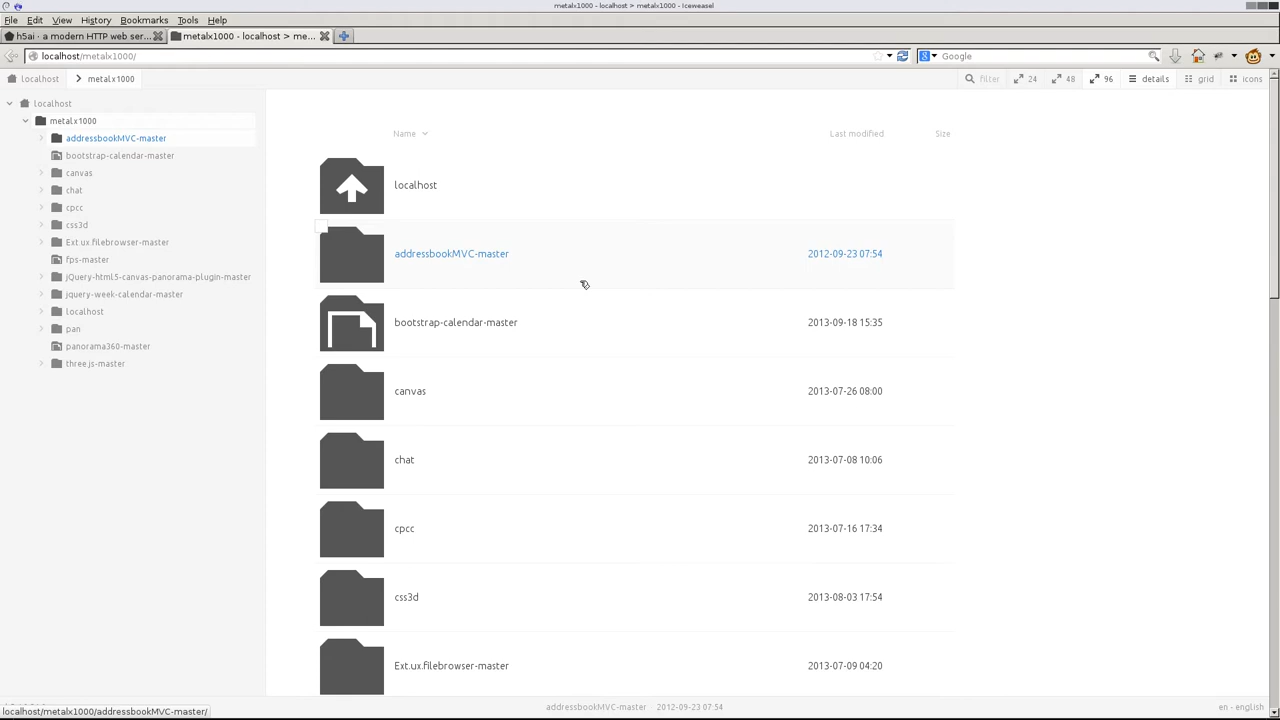 metalx1000 - localhost > metalx1000 - Iceweasel
File Edit View History Bookmarks Tools Help
h5ai · a modern HTTP web ser... metalx1000 - localhost > me...
localhost/metalx1000/ Google
localhost metalx1000 filter 24 48 96 details grid icons
localhost
metalx1000
addressbookMVC-master
bootstrap-calendar-master
canvas
chat
cpcc
css3d
Ext.ux.filebrowser-master
fps-master
jQuery-html5-canvas-panorama-plugin-master
jquery-week-calendar-master
localhost
pan
panorama360-master
three.js-master
Name Last modified Size
localhost
addressbookMVC-master 2012-09-23 07:54
bootstrap-calendar-master 2013-09-18 15:35
canvas 2013-07-26 08:00
chat 2013-07-08 10:06
cpcc 2013-07-16 17:34
css3d 2013-08-03 17:54
Ext.ux.filebrowser-master 2013-07-09 04:20
localhost/metalx1000/addressbookMVC-master/ addressbookMVC-master 2012-09-23 07:54 en - english